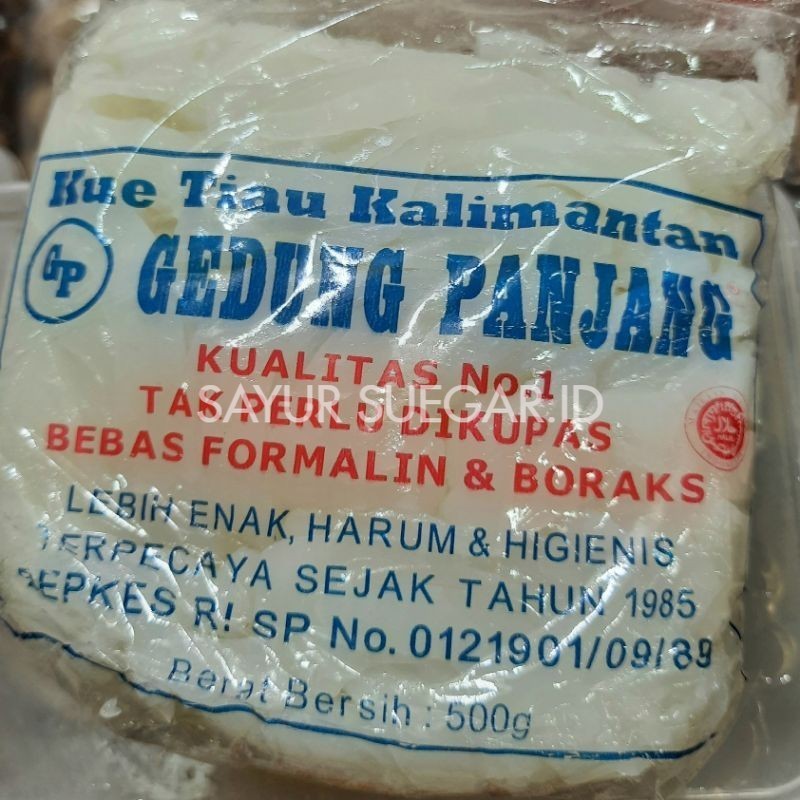 Kue Tiau Kalimantan
GP
GEDUNG PANJANG
KUALITAS No.1
TAK PERLU DIKUPAS
SAYUR SUEGAR.ID
BEBAS FORMALIN & BORAKS
HALAL
LEBIH ENAK, HARUM & HIGIENIS
TERPECAYA SEJAK TAHUN 1985
DEPKES RI SP No. 0121901/09/89
Berat Bersih : 500g